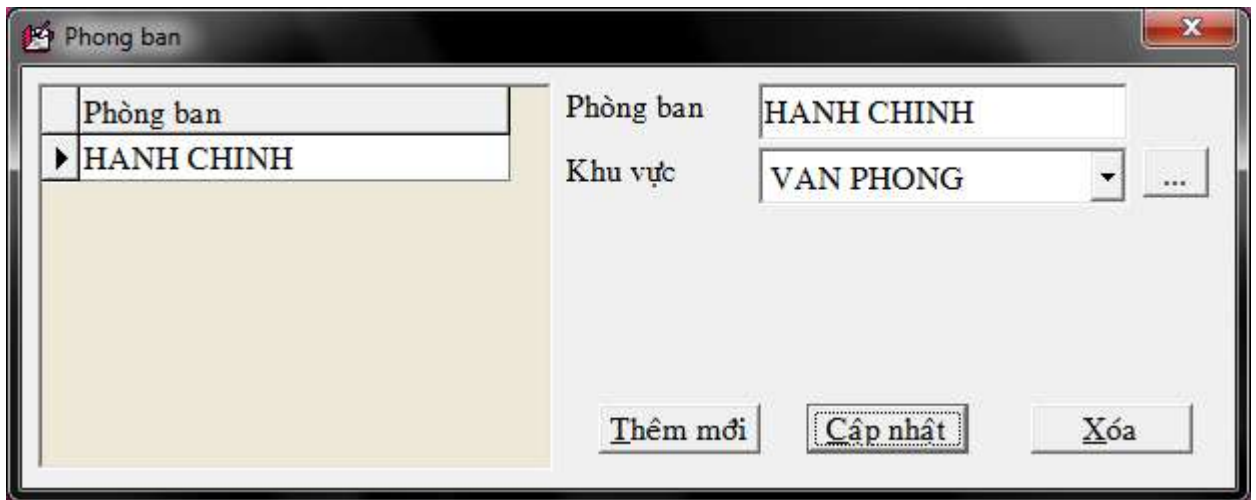 Phong ban
Phòng ban
HANH CHINH
Phòng ban HANH CHINH
Khu vực VAN PHONG ...
Thêm mới Cập nhật Xóa